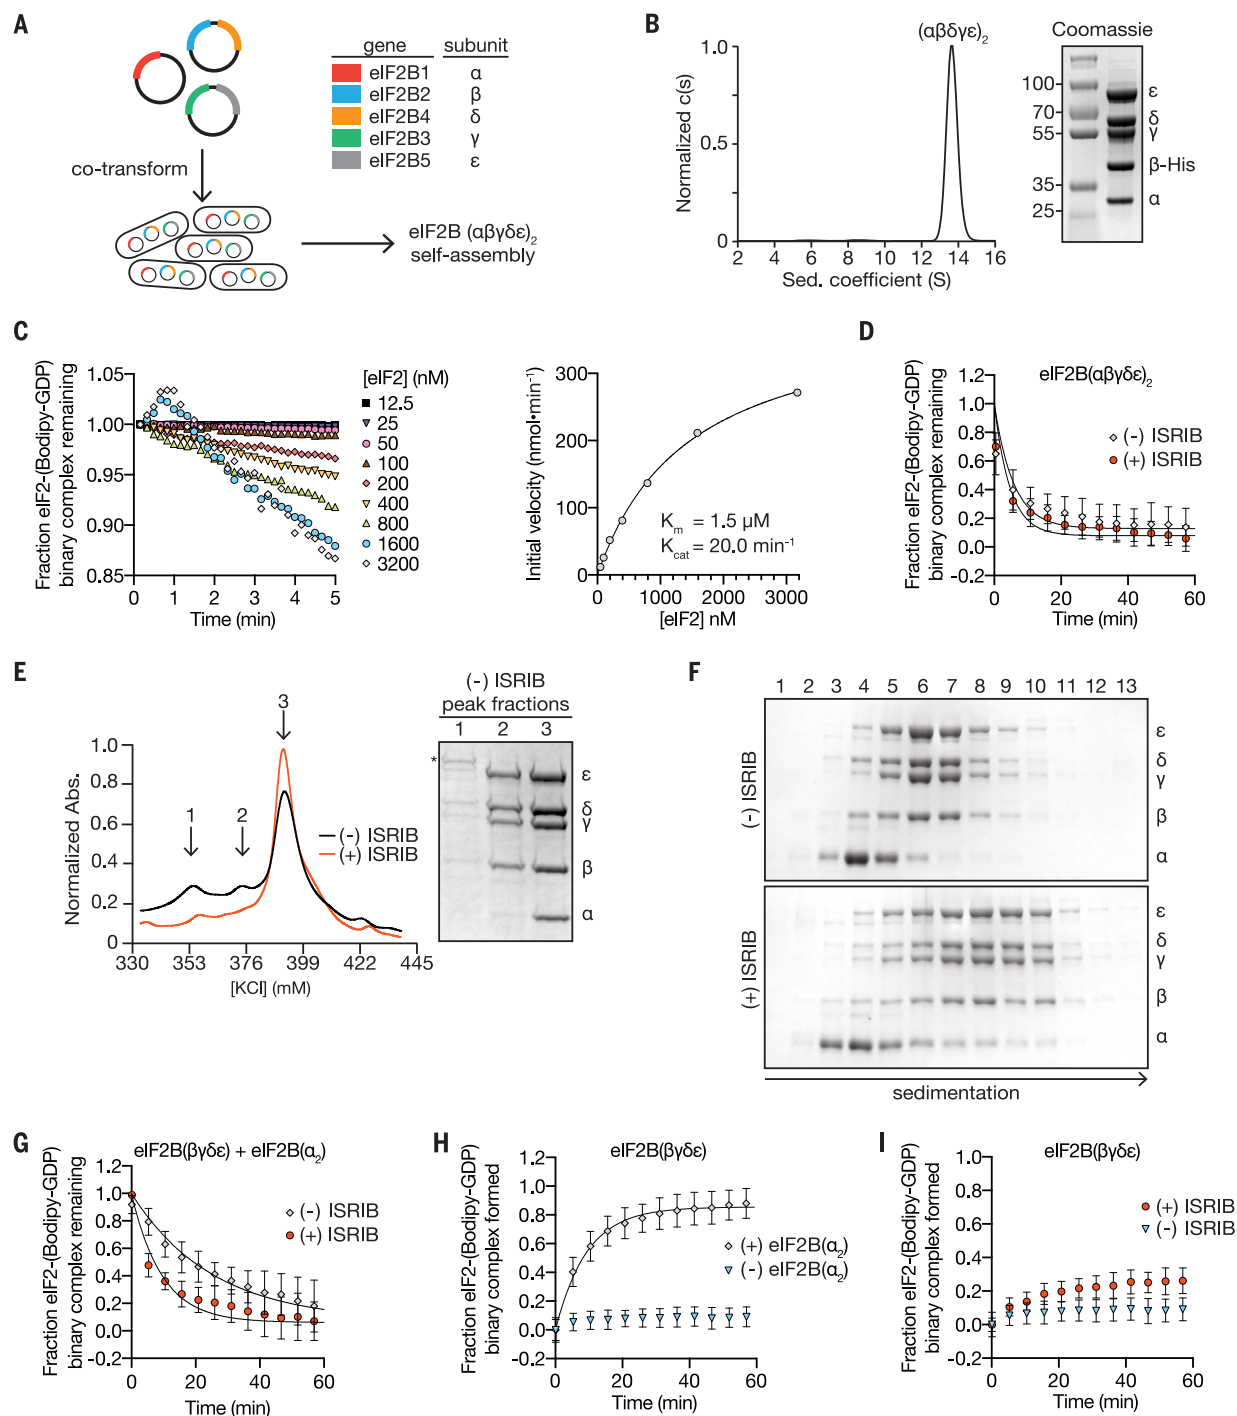 A
gene subunit
eIF2B1 α
eIF2B2 β
eIF2B4 δ
eIF2B3 γ
eIF2B5 ε
co-transform
eIF2B (αβγδε)₂
self-assembly
B
(αβδγε)₂
Normalized c(s)
1.0
0.5
0
2 4 6 8 10 12 14 16
Sed. coefficient (S)
Coomassie
100
70
55
35
25
ε
δ
γ
β-His
α
C
Fraction eIF2-(Bodipy-GDP)
binary complex remaining
1.05
1.00
0.95
0.90
0.85
0 1 2 3 4 5
Time (min)
[eIF2] (nM)
12.5
25
50
100
200
400
800
1600
3200
Initial velocity (nmol•min⁻¹)
300
200
100
0
0 1000 2000 3000
[eIF2] nM
Kₘ = 1.5 µM
K꜀ₐₜ = 20.0 min⁻¹
D
eIF2B(αβγδε)₂
Fraction eIF2-(Bodipy-GDP)
binary complex remaining
1.2
1.0
0.8
0.6
0.4
0.2
0.0
-0.2
0 20 40 60
Time (min)
(-) ISRIB
(+) ISRIB
E
Normalized Abs.
1.0
0.8
0.6
0.4
0.2
0
330 353 376 399 422 445
[KCl] (mM)
1
2
3
(-) ISRIB
(+) ISRIB
(-) ISRIB
peak fractions
1 2 3
*
ε
δ
γ
β
α
F
1 2 3 4 5 6 7 8 9 10 11 12 13
(-) ISRIB
ε
δ
γ
β
α
(+) ISRIB
ε
δ
γ
β
α
sedimentation
G
eIF2B(βγδε) + eIF2B(α₂)
Fraction eIF2-(Bodipy-GDP)
binary complex remaining
1.2
1.0
0.8
0.6
0.4
0.2
0.0
-0.2
0 20 40 60
Time (min)
(-) ISRIB
(+) ISRIB
H
eIF2B(βγδε)
Fraction eIF2-(Bodipy-GDP)
binary complex formed
1.2
1.0
0.8
0.6
0.4
0.2
0.0
-0.2
0 20 40 60
Time (min)
(+) eIF2B(α₂)
(-) eIF2B(α₂)
I
eIF2B(βγδε)
Fraction eIF2-(Bodipy-GDP)
binary complex formed
1.0
0.8
0.6
0.4
0.2
0.0
-0.2
0 20 40 60
Time (min)
(+) ISRIB
(-) ISRIB